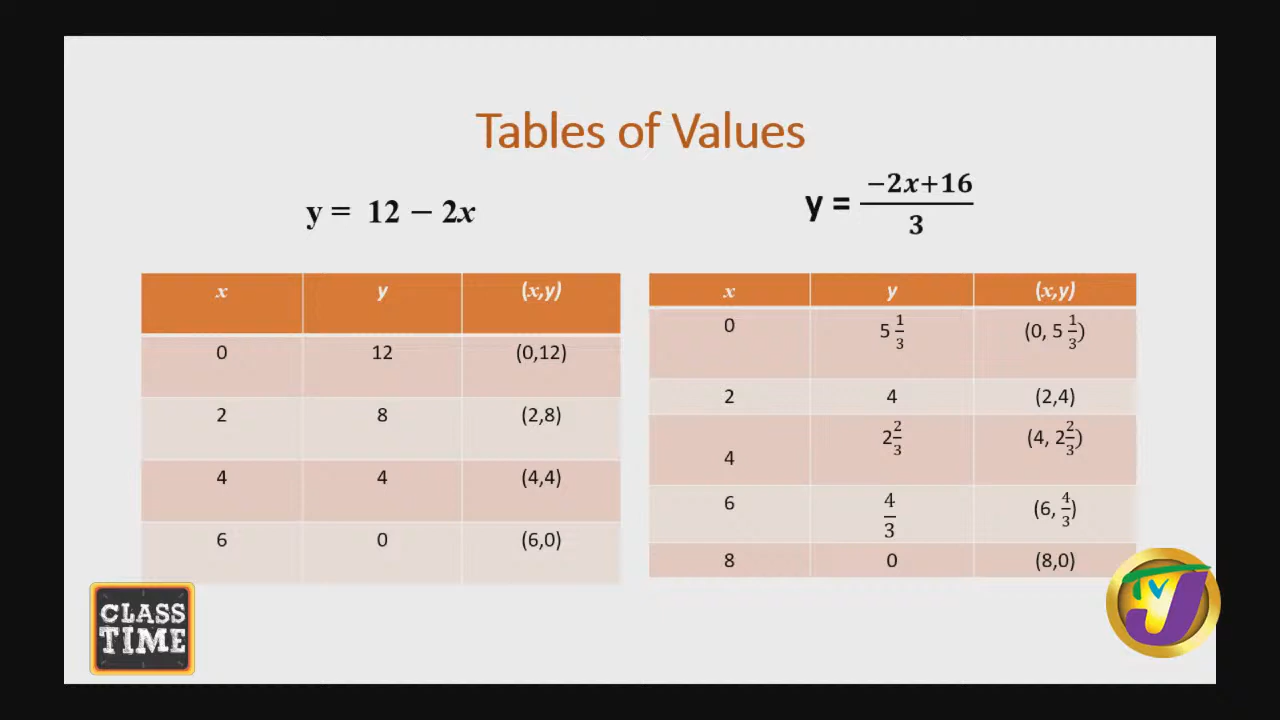 Tables of Values
y = 12 − 2x
y = −2x+16
3
x y (x,y)
0 12 (0,12)
2 8 (2,8)
4 4 (4,4)
6 0 (6,0)
x y (x,y)
0 5 1/3 (0, 5 1/3)
2 4 (2,4)
4 2 2/3 (4, 2 2/3)
6 4/3 (6, 4/3)
8 0 (8,0)
CLASS
TIME
TVJ